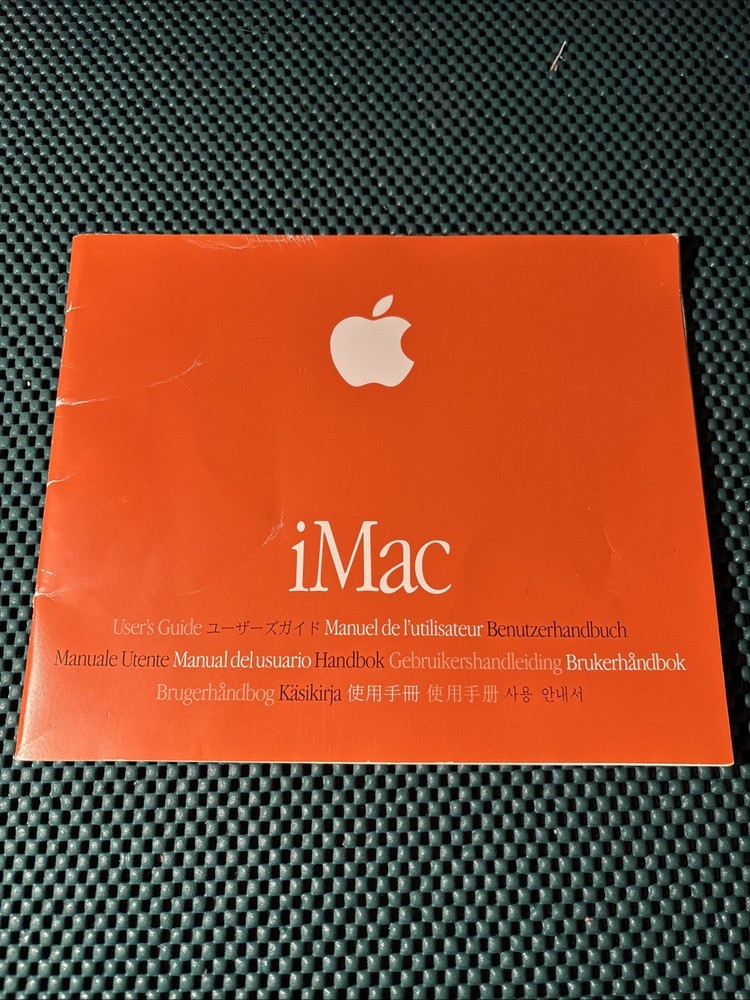 iMac
User's Guide ユーザーズガイド Manuel de l'utilisateur Benutzerhandbuch
Manuale Utente Manual del usuario Handbok Gebruikershandleiding Brukerhåndbok
Brugerhåndbog Käsikirja 使用手冊 使用手册 사용 안내서